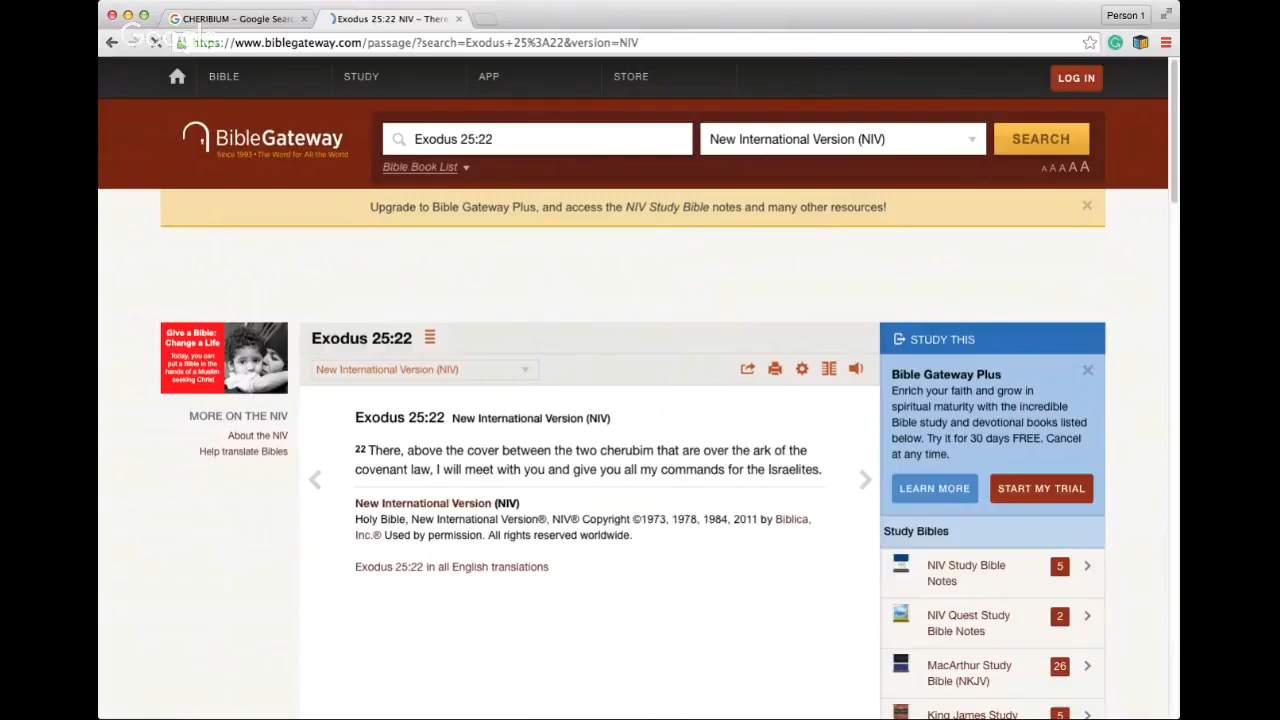 CHERIBIUM - Google Searc
Exodus 25:22 NIV – There,
Person 1
Google
https://www.biblegateway.com/passage/?search=Exodus+25%3A22&version=NIV
BIBLE
STUDY
APP
STORE
LOG IN
BibleGateway
Since 1993 • The Word for All the World
Exodus 25:22
New International Version (NIV)
SEARCH
Bible Book List
A A A A A
Upgrade to Bible Gateway Plus, and access the NIV Study Bible notes and many other resources!
Give a Bible:
Change a Life
Today, you can
put a Bible in the
hands of a Muslim
seeking Christ
MORE ON THE NIV
About the NIV
Help translate Bibles
Exodus 25:22
New International Version (NIV)
Exodus 25:22 New International Version (NIV)
22 There, above the cover between the two cherubim that are over the ark of the
covenant law, I will meet with you and give you all my commands for the Israelites.
New International Version (NIV)
Holy Bible, New International Version®, NIV® Copyright ©1973, 1978, 1984, 2011 by Biblica,
Inc.® Used by permission. All rights reserved worldwide.
Exodus 25:22 in all English translations
STUDY THIS
Bible Gateway Plus
Enrich your faith and grow in
spiritual maturity with the incredible
Bible study and devotional books listed
below. Try it for 30 days FREE. Cancel
at any time.
LEARN MORE
START MY TRIAL
Study Bibles
NIV Study Bible
Notes
5
NIV Quest Study
Bible Notes
2
MacArthur Study
Bible (NKJV)
26
King James Study
5